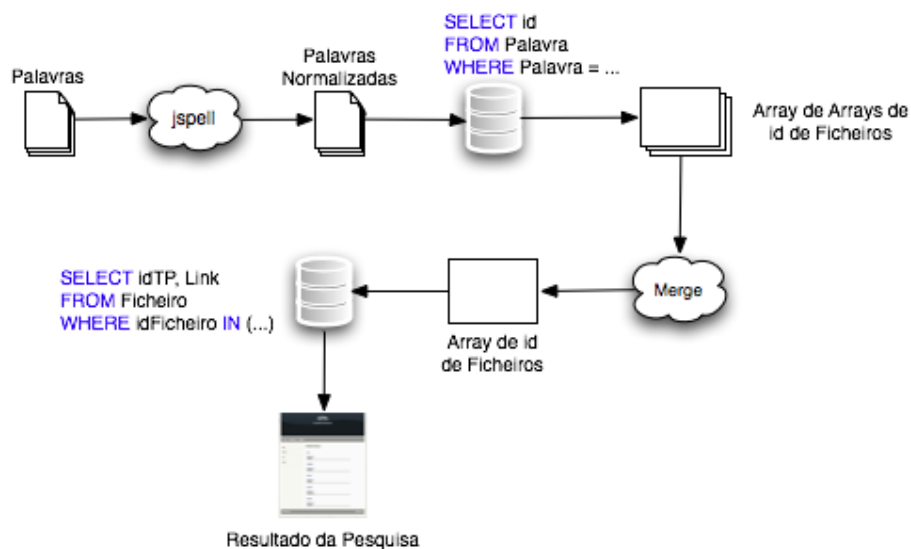 Palavras
jspell
Palavras
Normalizadas
SELECT id
FROM Palavra
WHERE Palavra = ...
Array de Arrays de
id de Ficheiros
Merge
Array de id
de Ficheiros
SELECT idTP, Link
FROM Ficheiro
WHERE idFicheiro IN (...)
Resultado da Pesquisa